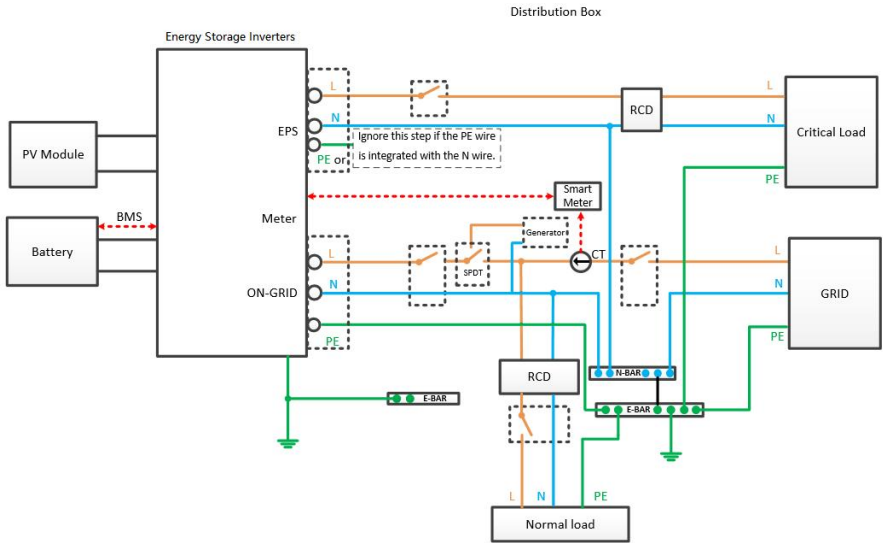 Distribution Box
Energy Storage Inverters
L
L
RCD
N
N
EPS
Critical Load
Ignore this step if the PE wire
is integrated with the N wire.
PE or
PV Module
PE
Smart
Meter
BMS
Meter
Generator
Battery
L
SPDT
CT
L
N
N
ON-GRID
GRID
PE
PE
RCD
N-BAR
E-BAR
E-BAR
L
N
PE
Normal load